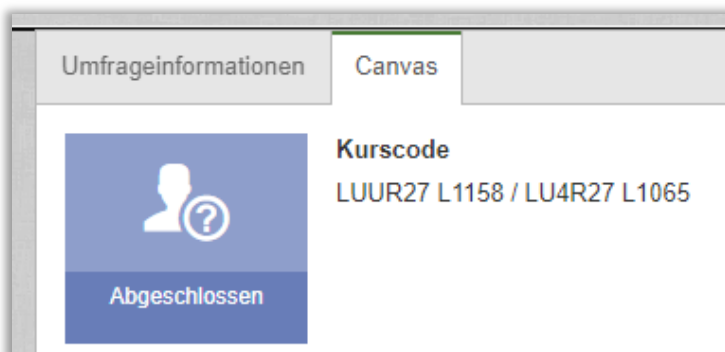 Umfrageinformationen Canvas
Kurscode
LUUR27 L1158 / LU4R27 L1065
Abgeschlossen